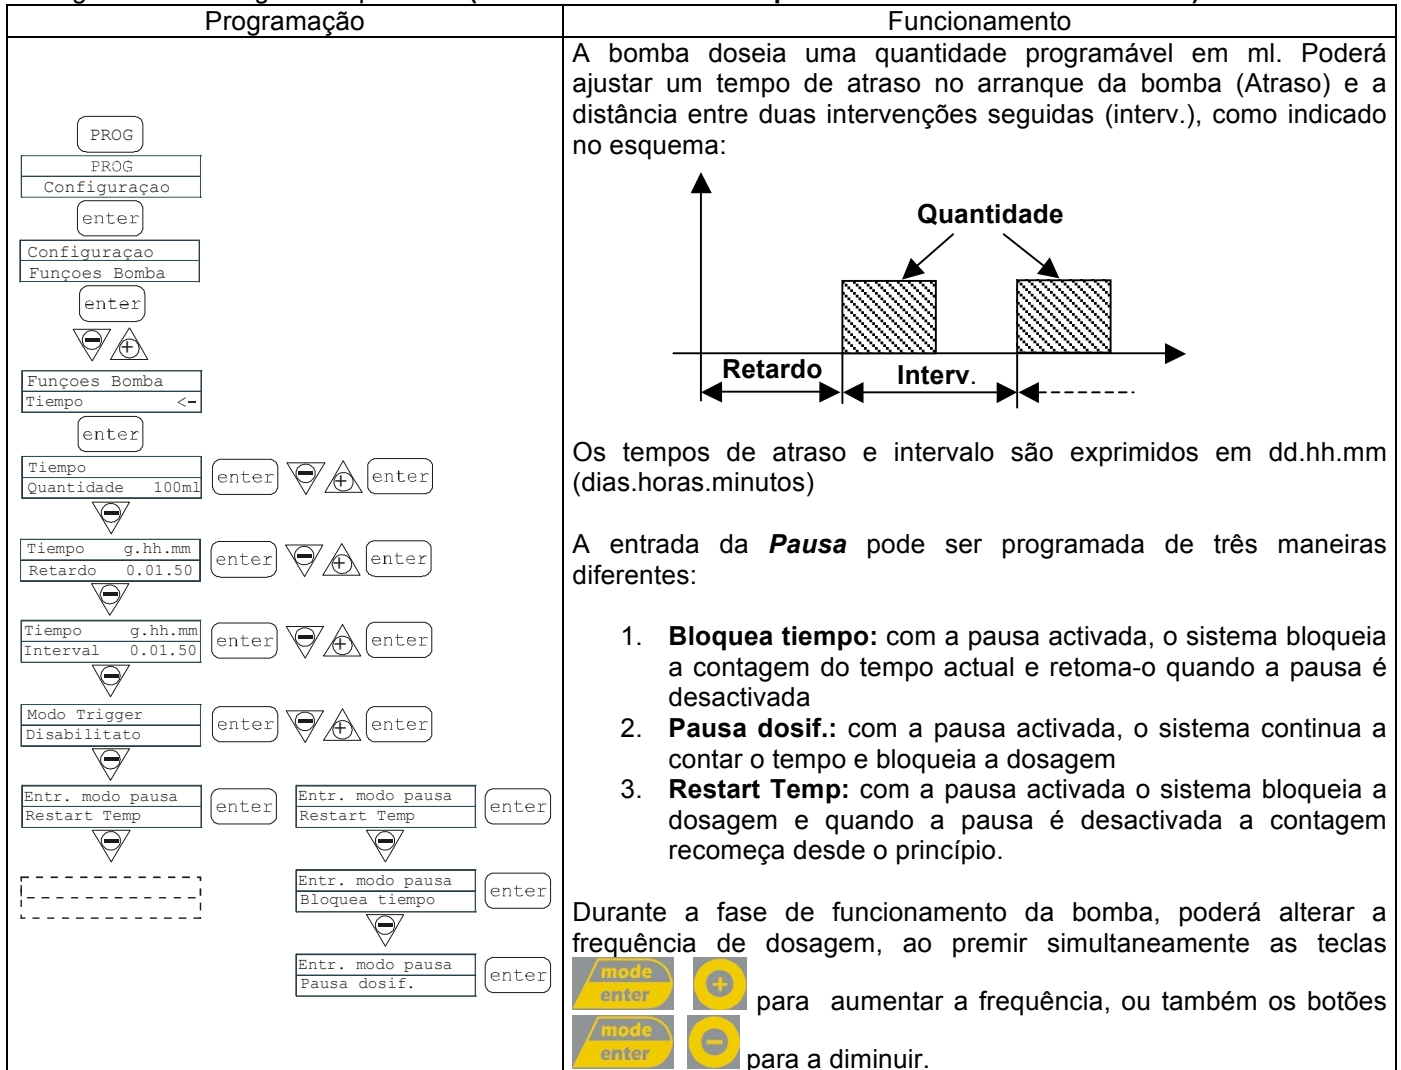 Programação
Funcionamento
PROG
PROG
Configuraçao
enter
Configuraçao
Funçoes Bomba
enter
Funçoes Bomba
Tiempo <-
enter
Tiempo
Quantidade 100ml
enter enter
Tiempo g.hh.mm
Retardo 0.01.50
enter enter
Tiempo g.hh.mm
Interval 0.01.50
enter enter
Modo Trigger
Disabilitato
enter enter
Entr. modo pausa
Restart Temp
enter
Entr. modo pausa
Restart Temp
enter
Entr. modo pausa
Bloquea tiempo
enter
Entr. modo pausa
Pausa dosif.
enter
A bomba doseia uma quantidade programável em ml. Poderá
ajustar um tempo de atraso no arranque da bomba (Atraso) e a
distância entre duas intervenções seguidas (interv.), como indicado
no esquema:
Quantidade
Retardo
Interv.
Os tempos de atraso e intervalo são exprimidos em dd.hh.mm
(dias.horas.minutos)
A entrada da Pausa pode ser programada de três maneiras
diferentes:
1. Bloquea tiempo: com a pausa activada, o sistema bloqueia
a contagem do tempo actual e retoma-o quando a pausa é
desactivada
2. Pausa dosif.: com a pausa activada, o sistema continua a
contar o tempo e bloqueia a dosagem
3. Restart Temp: com a pausa activada o sistema bloqueia a
dosagem e quando a pausa é desactivada a contagem
recomeça desde o princípio.
Durante a fase de funcionamento da bomba, poderá alterar a
frequência de dosagem, ao premir simultaneamente as teclas
mode
enter + para aumentar a frequência, ou também os botões
mode
enter - para a diminuir.